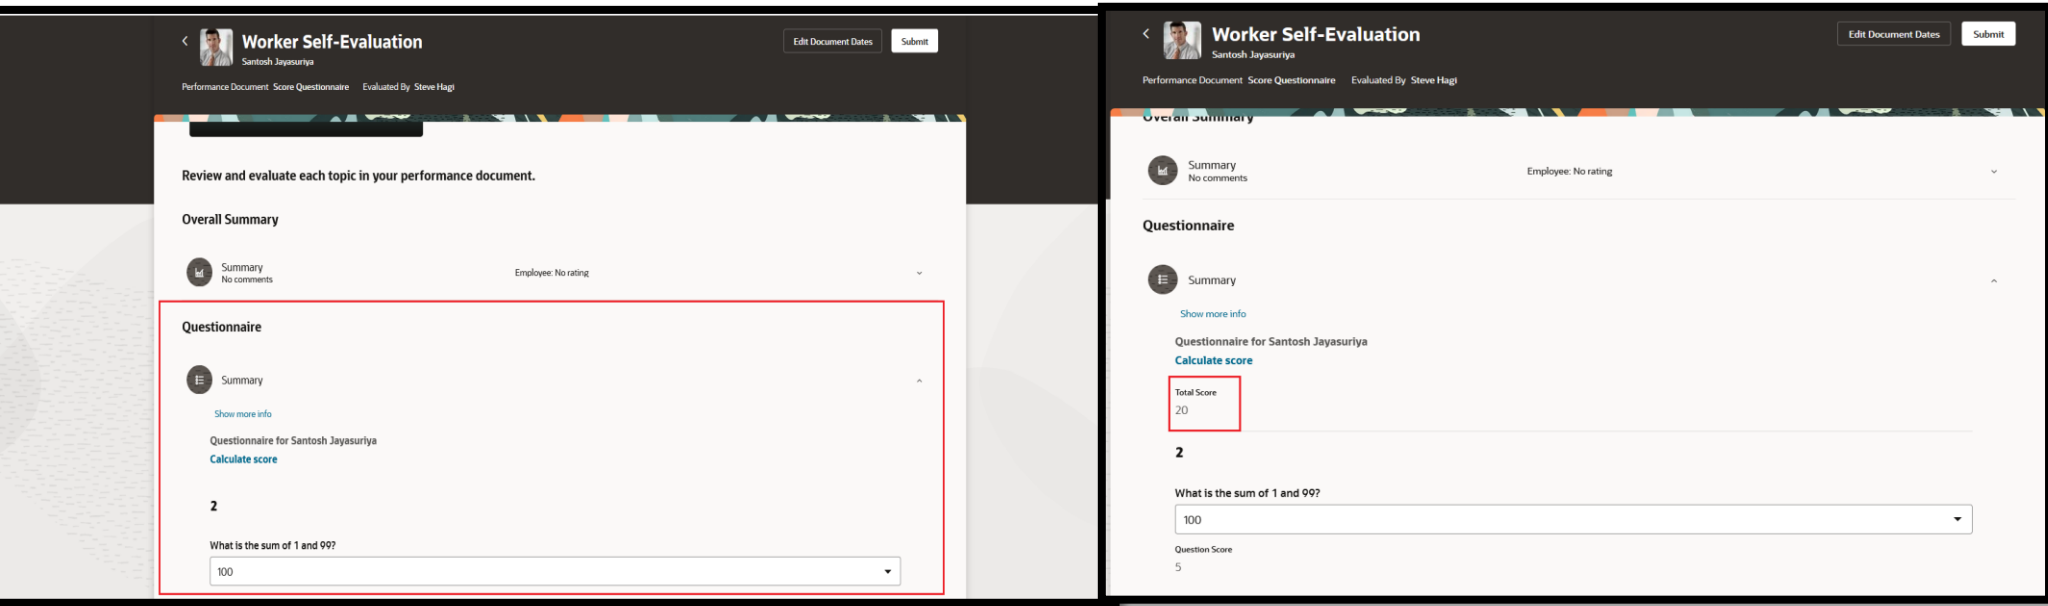 Worker Self-Evaluation
Santosh Jayasuriya
Edit Document Dates
Submit
Performance Document Score Questionnaire Evaluated By Steve Hagi
Review and evaluate each topic in your performance document.
Overall Summary
Summary
No comments
Employee: No rating
Questionnaire
Summary
Show more info
Questionnaire for Santosh Jayasuriya
Calculate score
2
What is the sum of 1 and 99?
100
Worker Self-Evaluation
Santosh Jayasuriya
Edit Document Dates
Submit
Performance Document Score Questionnaire Evaluated By Steve Hagi
Overall Summary
Summary
No comments
Employee: No rating
Questionnaire
Summary
Show more info
Questionnaire for Santosh Jayasuriya
Calculate score
Total Score
20
2
What is the sum of 1 and 99?
100
Question Score
5